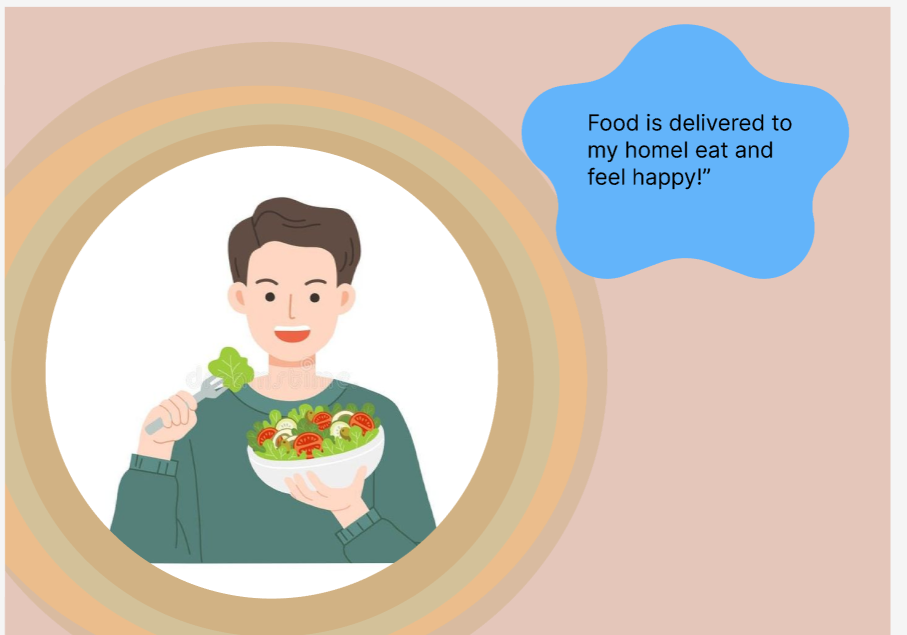 Food is delivered to
my homel eat and
feel happy!”